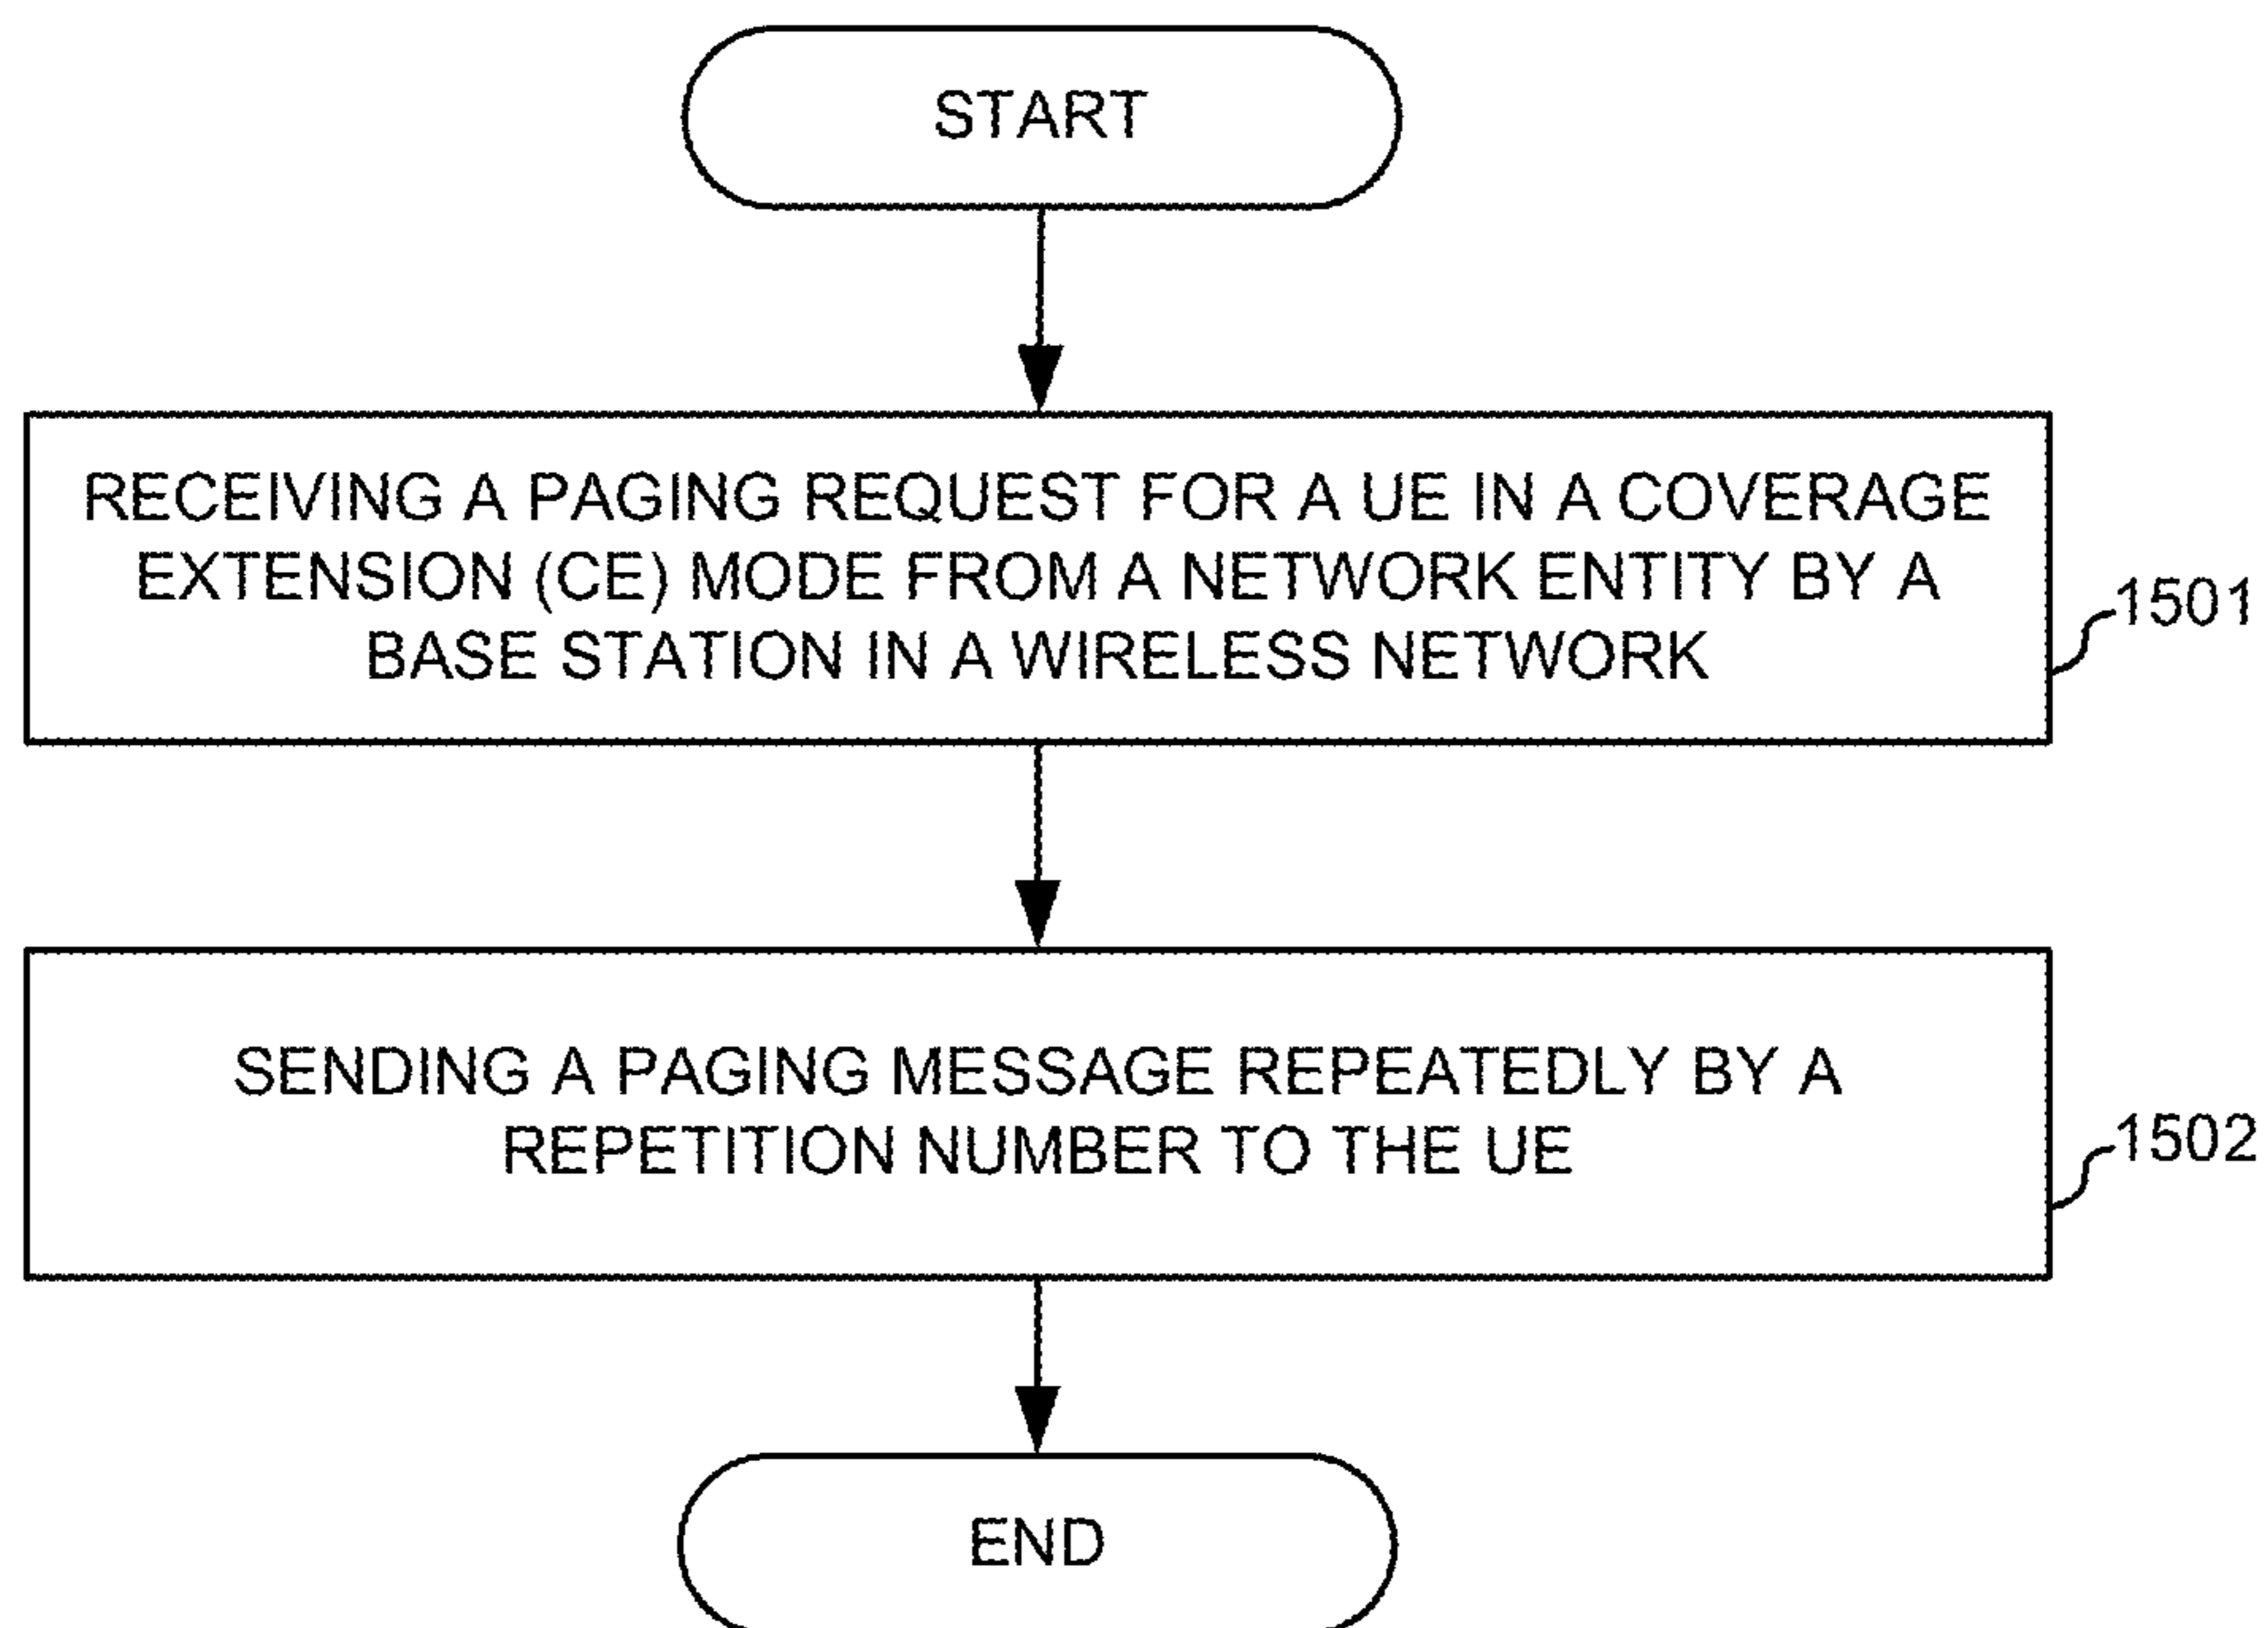 START
RECEIVING A PAGING REQUEST FOR A UE IN A COVERAGE
EXTENSION (CE) MODE FROM A NETWORK ENTITY BY A
BASE STATION IN A WIRELESS NETWORK
1501
SENDING A PAGING MESSAGE REPEATEDLY BY A
REPETITION NUMBER TO THE UE
1502
END